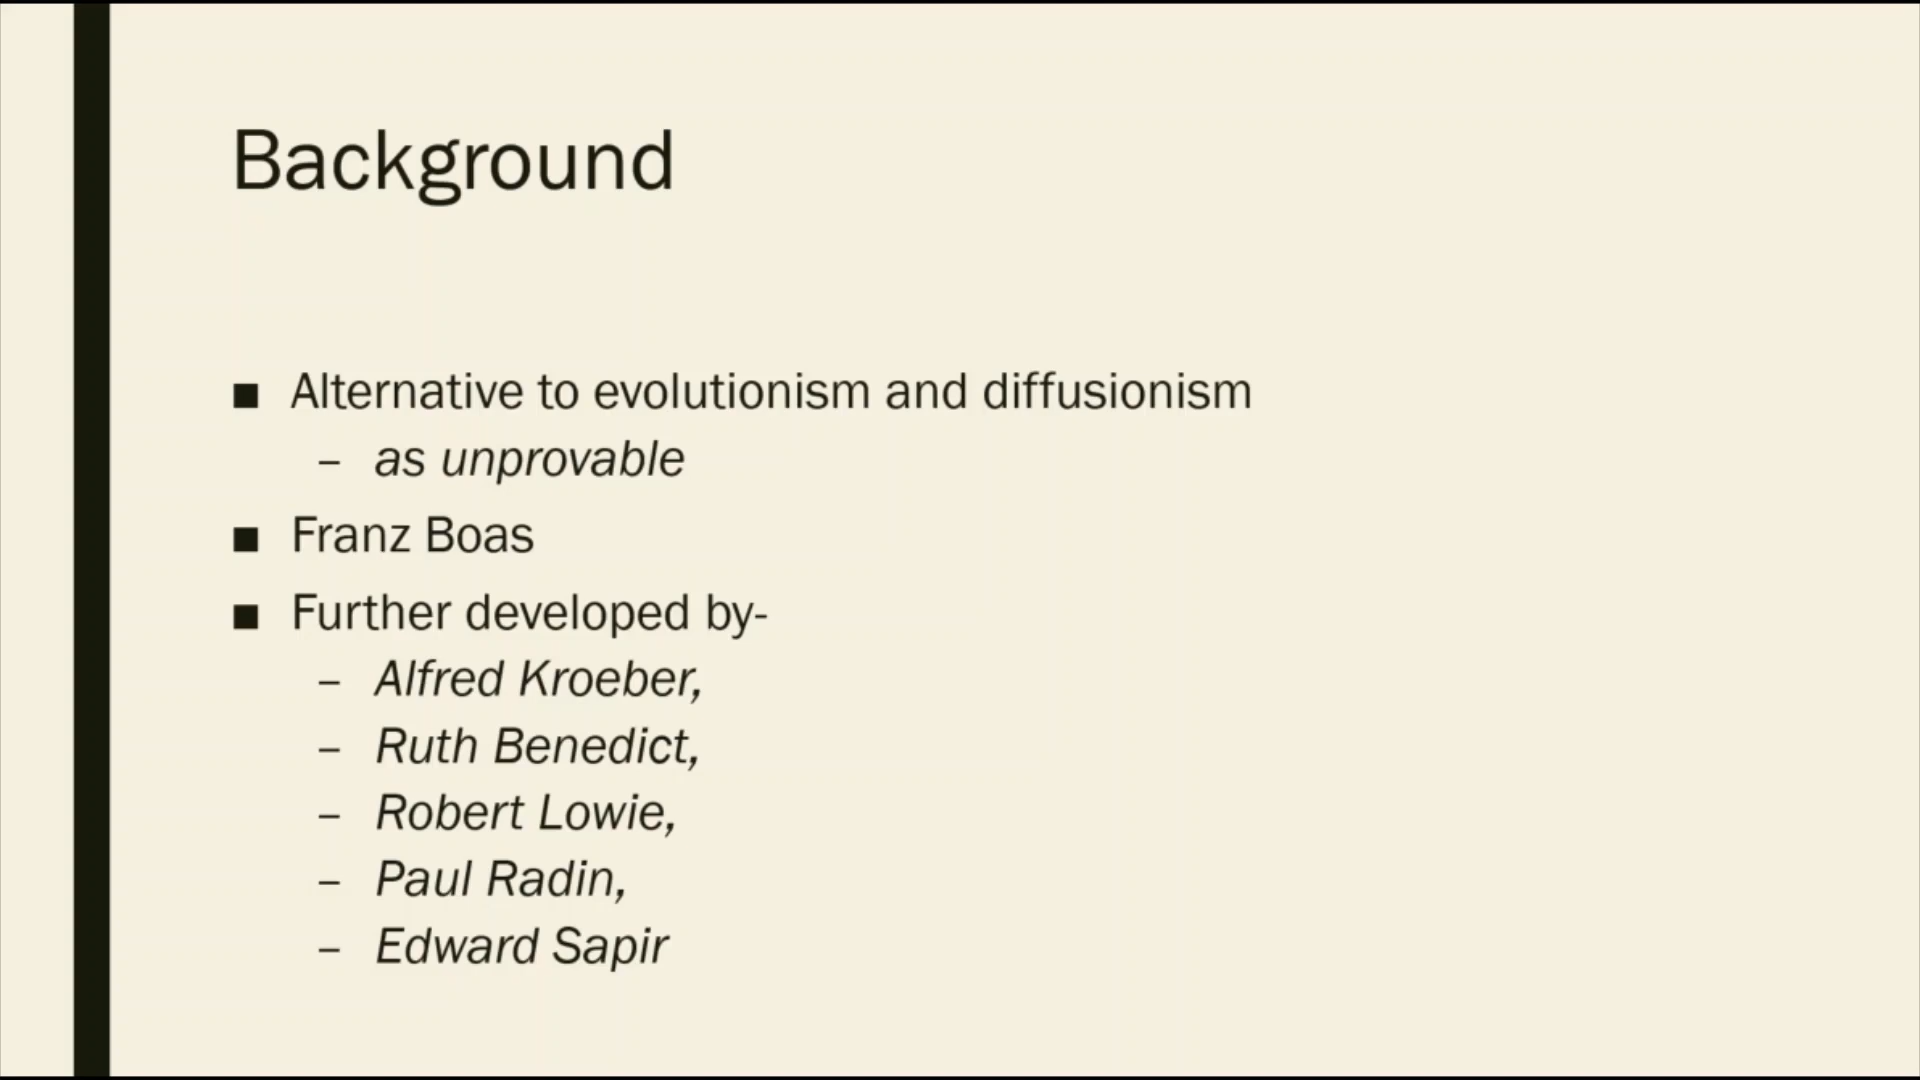 Background
■ Alternative to evolutionism and diffusionism
– as unprovable
■ Franz Boas
■ Further developed by-
– Alfred Kroeber,
– Ruth Benedict,
– Robert Lowie,
– Paul Radin,
– Edward Sapir